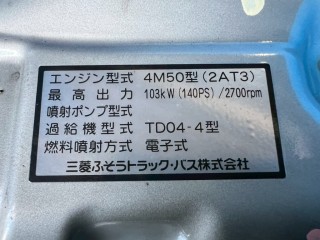 エンジン型式 4M50型(2AT3)
最高出力 103kW(140PS)/2700rpm
噴射ポンプ型式
過給機型式 TD04-4型
燃料噴射方式 電子式
三菱ふそうトラック・バス株式会社